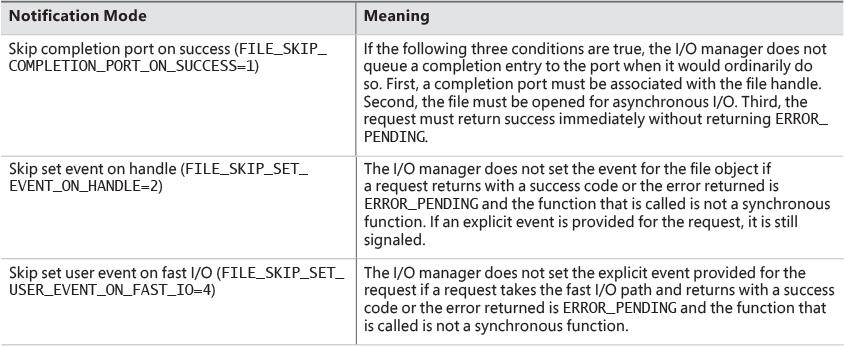 Notification Mode
Meaning
Skip completion port on success (FILE_SKIP_
COMPLETION_PORT_ON_SUCCESS=1)
If the following three conditions are true, the I/O manager does not
queue a completion entry to the port when it would ordinarily do
so. First, a completion port must be associated with the file handle.
Second, the file must be opened for asynchronous I/O. Third, the
request must return success immediately without returning ERROR_
PENDING.
Skip set event on handle (FILE_SKIP_SET_
EVENT_ON_HANDLE=2)
The I/O manager does not set the event for the file object if
a request returns with a success code or the error returned is
ERROR_PENDING and the function that is called is not a synchronous
function. If an explicit event is provided for the request, it is still
signaled.
Skip set user event on fast I/O (FILE_SKIP_SET_
USER_EVENT_ON_FAST_IO=4)
The I/O manager does not set the explicit event provided for the
request if a request takes the fast I/O path and returns with a success
code or the error returned is ERROR_PENDING and the function that
is called is not a synchronous function.